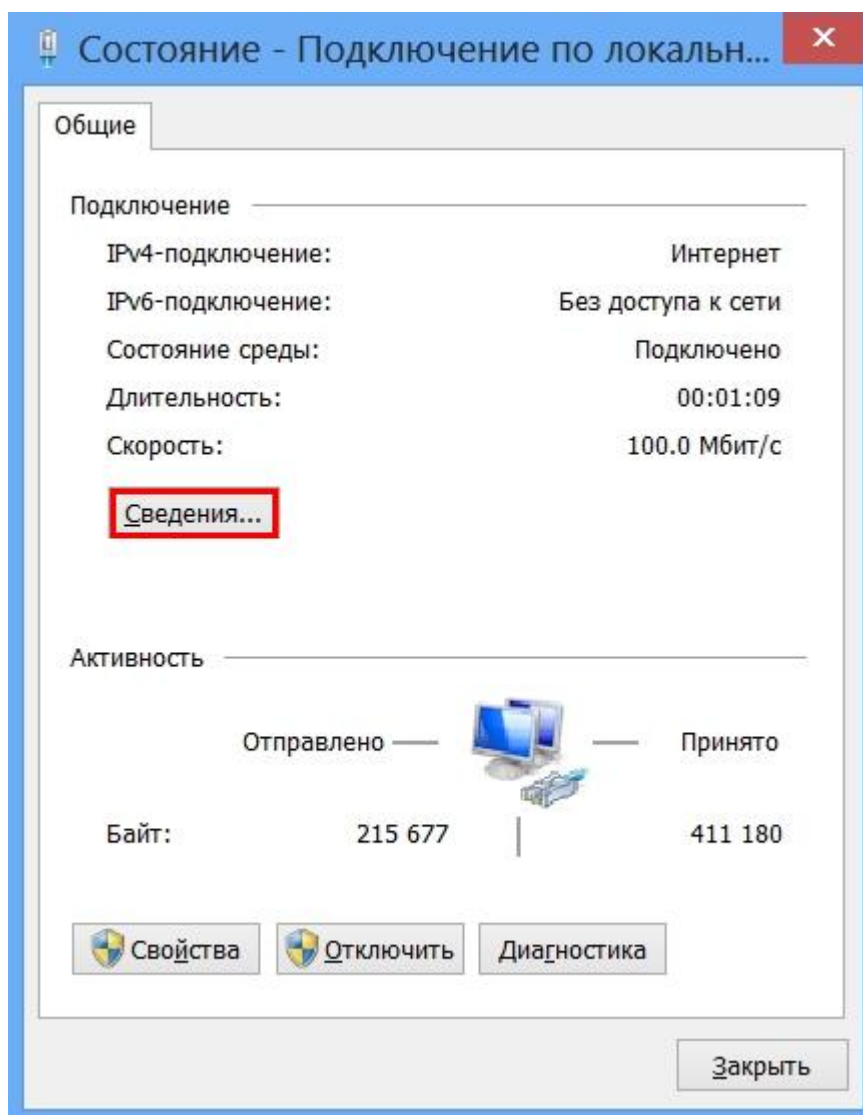 Состояние - Подключение по локальн...
Общие
Подключение
IPv4-подключение: Интернет
IPv6-подключение: Без доступа к сети
Состояние среды: Подключено
Длительность: 00:01:09
Скорость: 100.0 Мбит/с
Сведения...
Активность
Отправлено Принято
Байт: 215 677 411 180
Свойства Отключить Диагностика
Закрыть